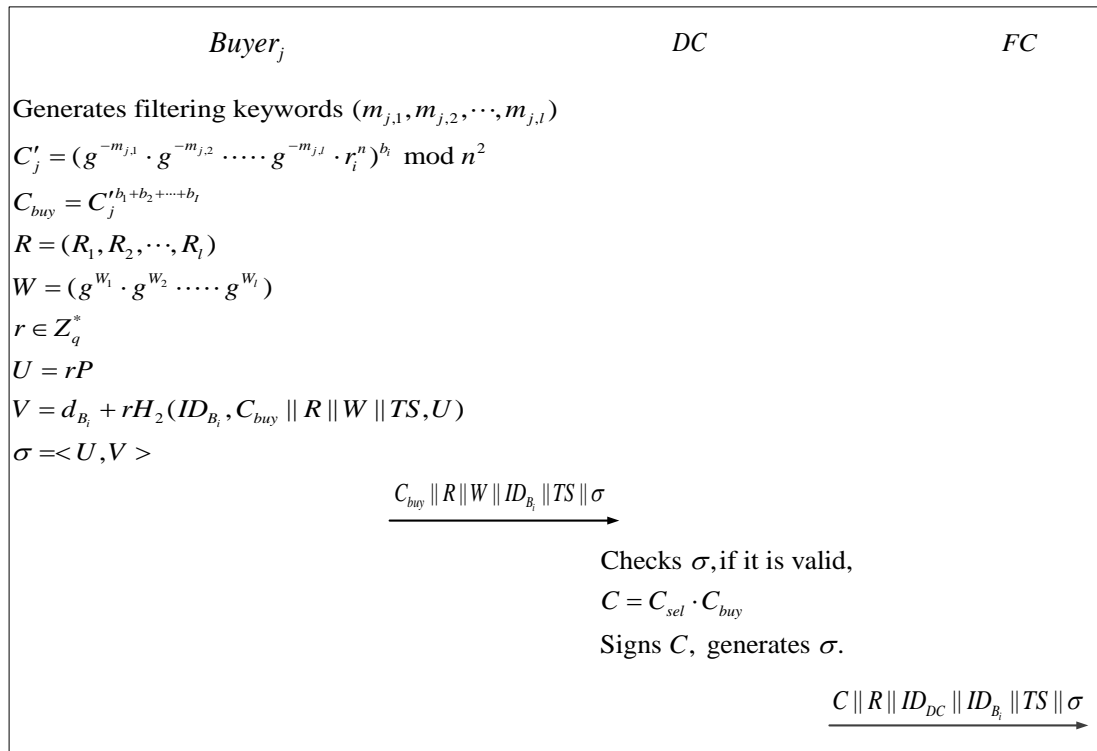 Buyer_j DC FC
Generates filtering keywords (m_{j,1}, m_{j,2}, ⋯, m_{j,l})
C'_j = (g^{-m_{j,1}} · g^{-m_{j,2}} ····· g^{-m_{j,l}} · r_i^n)^{b_i} mod n^2
C_{buy} = C'_j^{b_1+b_2+⋯+b_I}
R = (R_1, R_2, ⋯, R_l)
W = (g^{W_1} · g^{W_2} ····· g^{W_l})
r ∈ Z_q^*
U = rP
V = d_{B_i} + rH_2(ID_{B_i}, C_{buy} || R || W || TS, U)
σ =< U, V >
C_{buy} || R || W || ID_{B_i} || TS || σ
Checks σ, if it is valid,
C = C_{sel} · C_{buy}
Signs C, generates σ.
C || R || ID_{DC} || ID_{B_i} || TS || σ